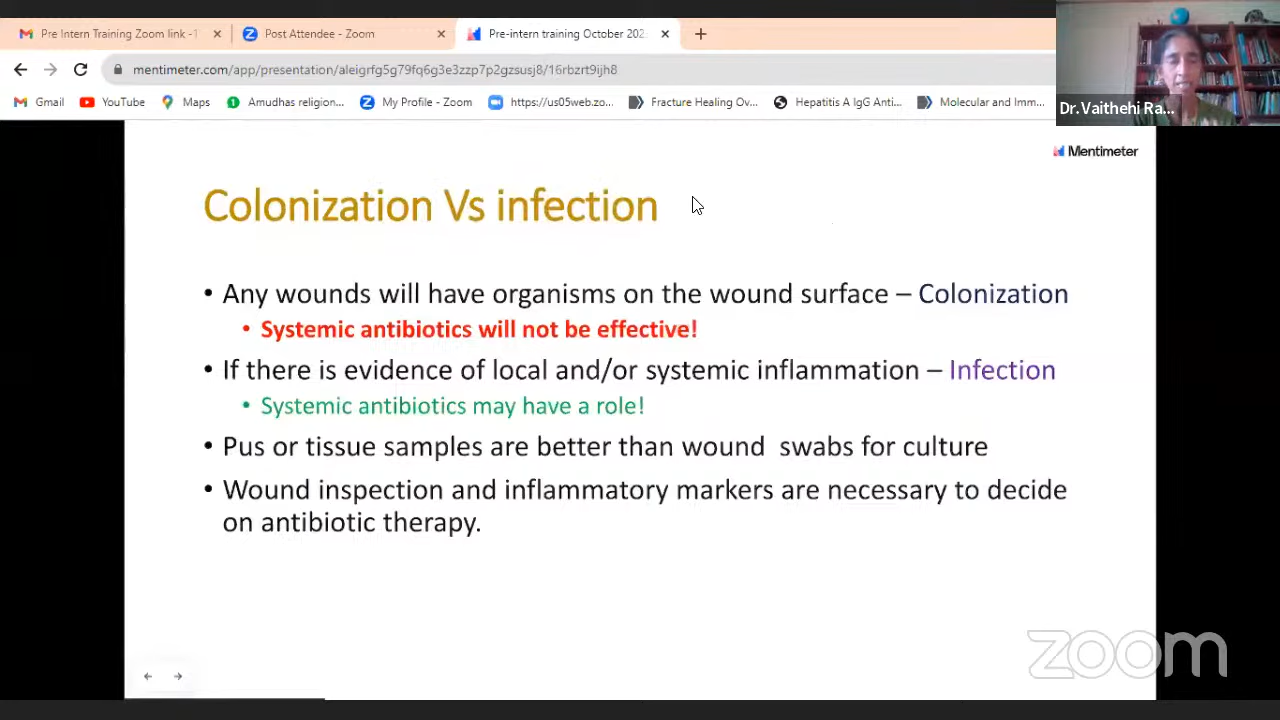 Pre Intern Training Zoom link -
Post Attendee - Zoom
Pre-intern training October 202
mentimeter.com/app/presentation/aleigrfg5g79fq6g3e3zzp7p2gzsusj8/16rbzrt9ijh8
Gmail YouTube Maps Amudhas religion... My Profile - Zoom https://us05web.zo... Fracture Healing Ov... Hepatitis A IgG Anti... Molecular and Imm...
Dr.Vaithehi Ra...
Mentimeter
Colonization Vs infection
• Any wounds will have organisms on the wound surface – Colonization
• Systemic antibiotics will not be effective!
• If there is evidence of local and/or systemic inflammation – Infection
• Systemic antibiotics may have a role!
• Pus or tissue samples are better than wound swabs for culture
• Wound inspection and inflammatory markers are necessary to decide
on antibiotic therapy.
zoom